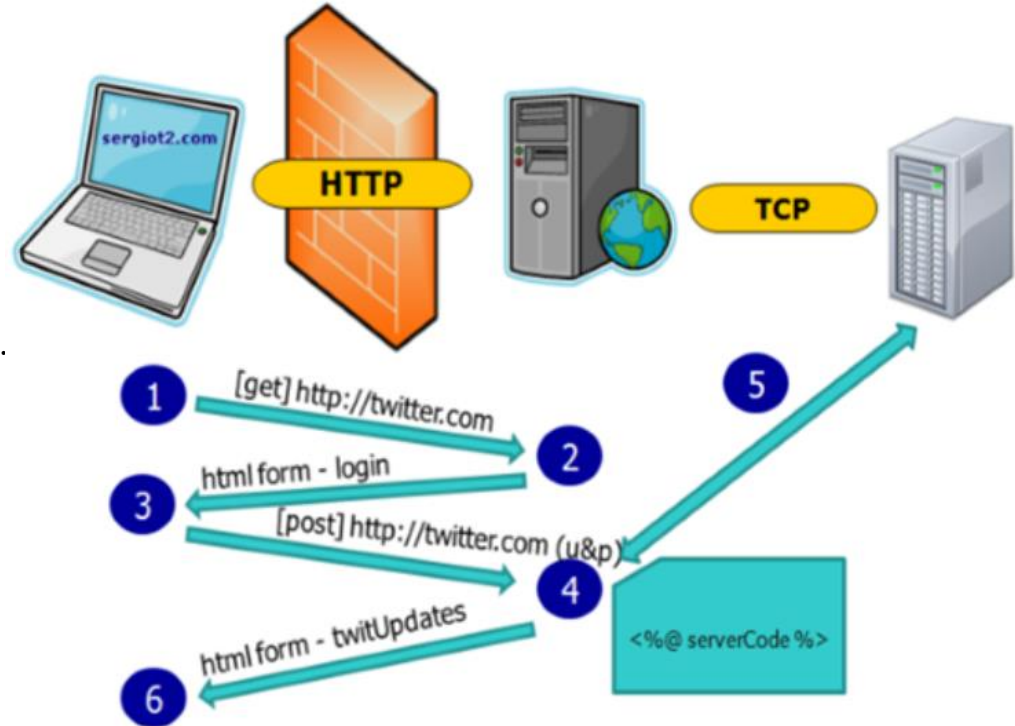 sergiot2.com
HTTP
TCP
.
1
[get] http://twitter.com
2
html form - login
3
[post] http://twitter.com (u&p)
4
5
<%@ serverCode %>
html form - twitUpdates
6